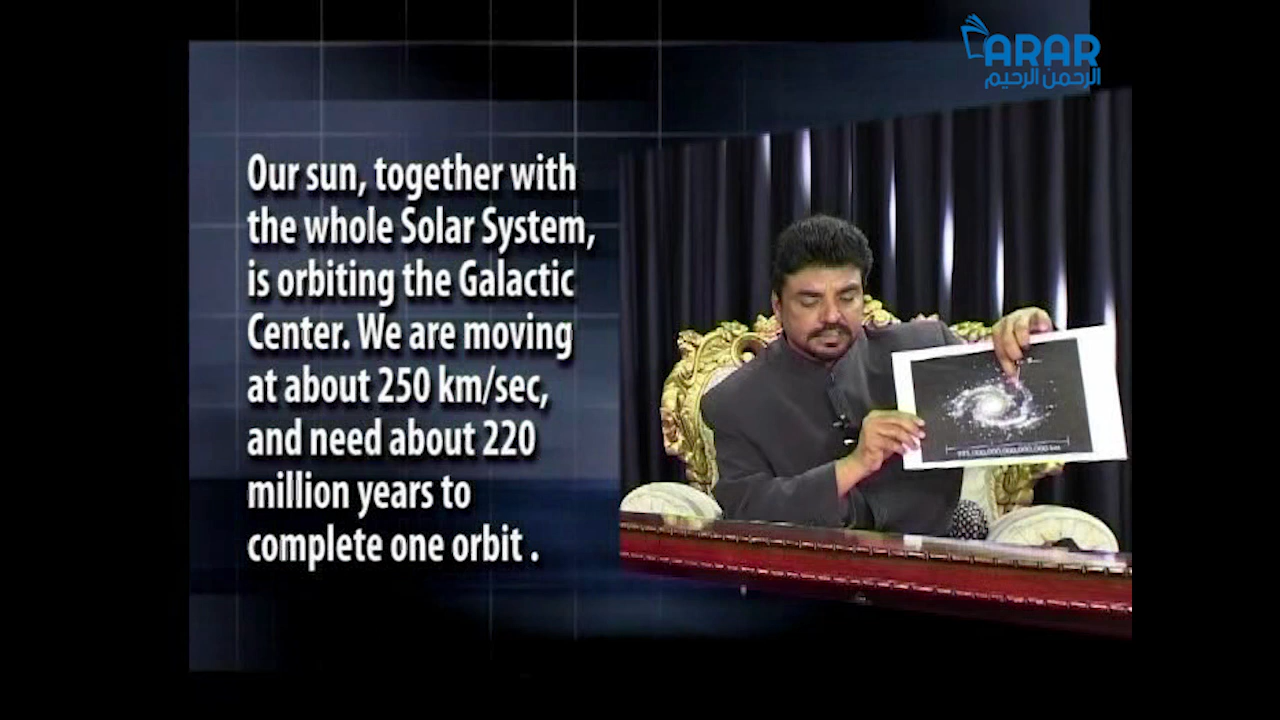 ARAR
الرحمن الرحيم
Our sun, together with
the whole Solar System,
is orbiting the Galactic
Center. We are moving
at about 250 km/sec,
and need about 220
million years to
complete one orbit .